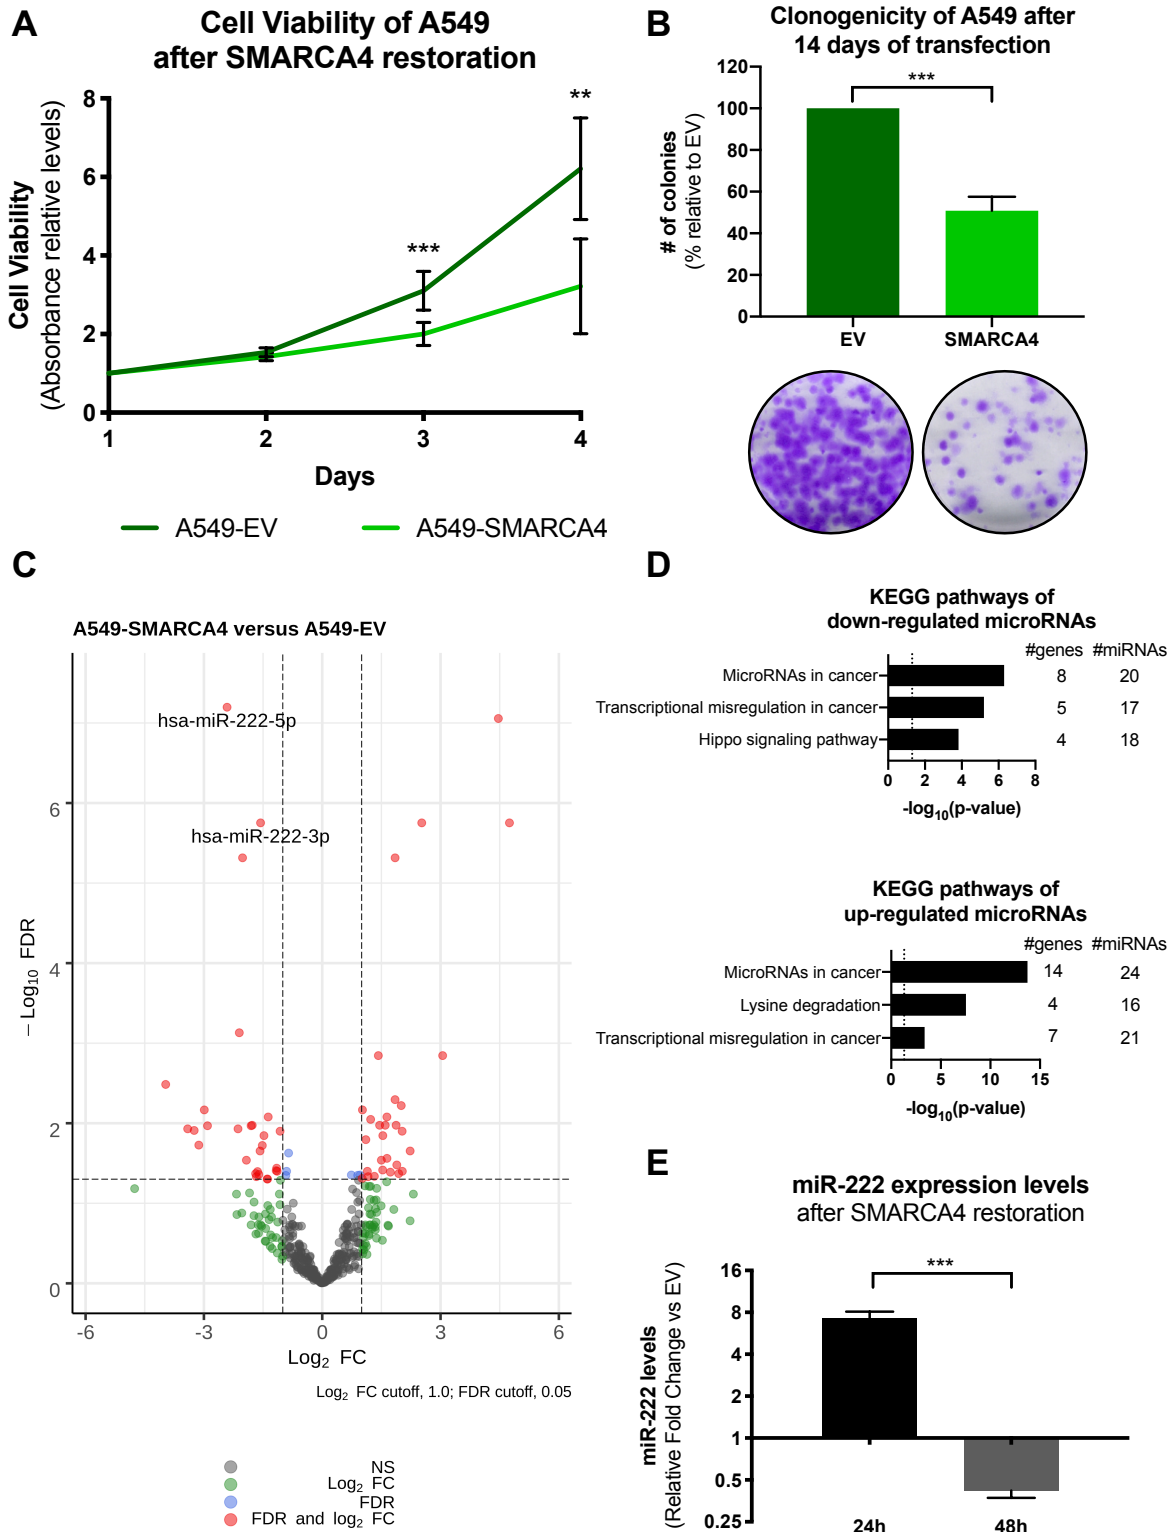 A
Cell Viability of A549
after SMARCA4 restoration
Cell Viability
(Absorbance relative levels)
8
6
4
2
0
**
***
1 2 3 4
Days
A549-EV A549-SMARCA4
B
Clonogenicity of A549 after
14 days of transfection
# of colonies
(% relative to EV)
120
100
80
60
40
20
0
***
EV SMARCA4
C
A549-SMARCA4 versus A549-EV
hsa-miR-222-5p
hsa-miR-222-3p
– Log10 FDR
6
4
2
0
-6 -3 0 3 6
Log2 FC
Log2 FC cutoff, 1.0; FDR cutoff, 0.05
NS
Log2 FC
FDR
FDR and log2 FC
D
KEGG pathways of
down-regulated microRNAs
#genes #miRNAs
MicroRNAs in cancer 8 20
Transcriptional misregulation in cancer 5 17
Hippo signaling pathway 4 18
0 2 4 6 8
-log10(p-value)
KEGG pathways of
up-regulated microRNAs
#genes #miRNAs
MicroRNAs in cancer 14 24
Lysine degradation 4 16
Transcriptional misregulation in cancer 7 21
0 5 10 15
-log10(p-value)
E
miR-222 expression levels
after SMARCA4 restoration
miR-222 levels
(Relative Fold Change vs EV)
16
8
4
2
1
0.5
0.25
***
24h 48h